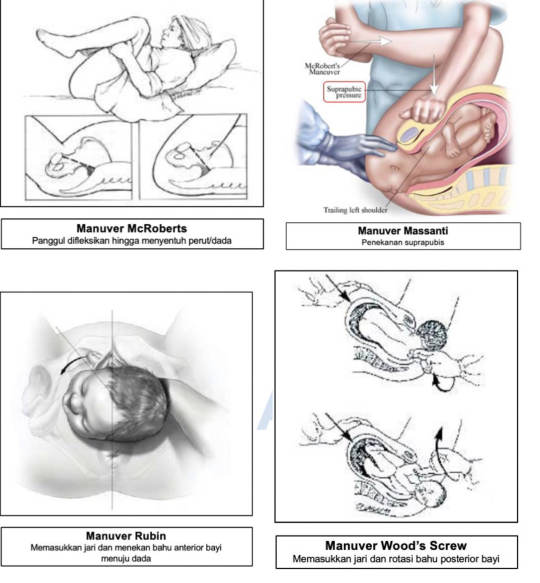 McRobert's
Maneuver
Suprapubic
pressure
Trailing left shoulder
Manuver McRoberts
Panggul difleksikan hingga menyentuh perut/dada
Manuver Massanti
Penekanan suprapubis
Manuver Rubin
Memasukkan jari dan menekan bahu anterior bayi
menuju dada
Manuver Wood's Screw
Memasukkan jari dan rotasi bahu posterior bayi